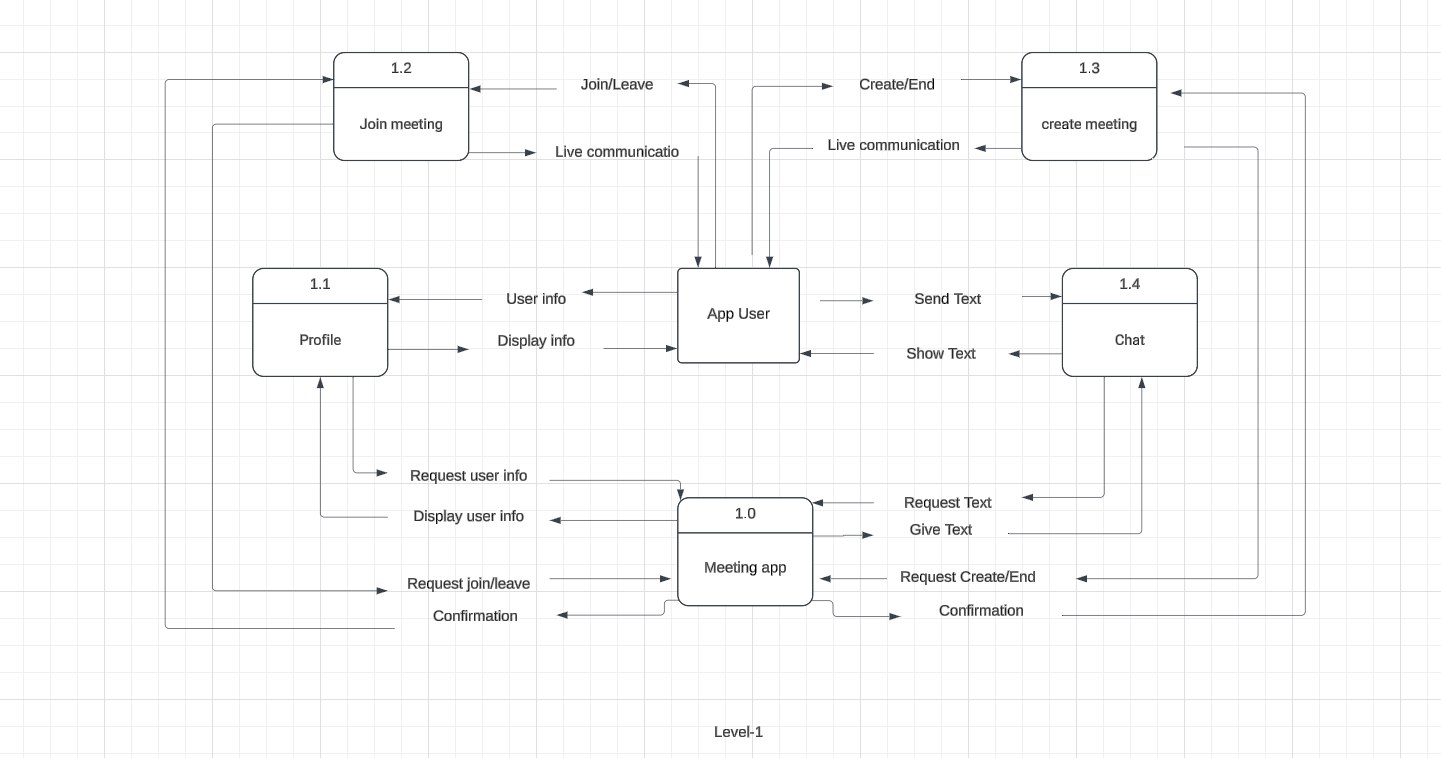 1.2
Join meeting
Join/Leave
Live communicatio
Create/End
Live communication
1.3
create meeting
1.1
Profile
User info
Display info
App User
Send Text
Show Text
1.4
Chat
Request user info
Display user info
Request join/leave
Confirmation
1.0
Meeting app
Request Text
Give Text
Request Create/End
Confirmation
Level-1